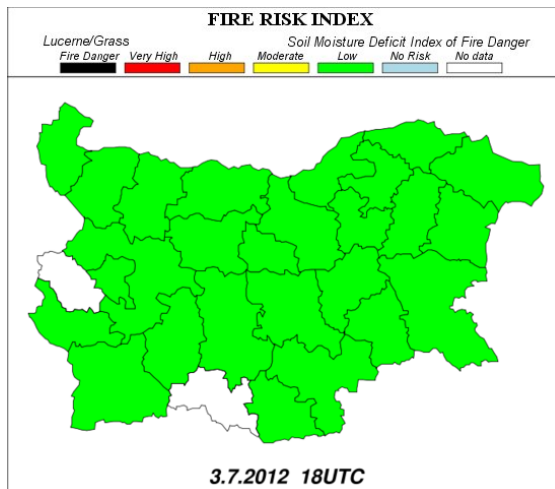 FIRE RISK INDEX
Lucerne/Grass Soil Moisture Deficit Index of Fire Danger
Fire Danger Very High High Moderate Low No Risk No data
3.7.2012 18UTC